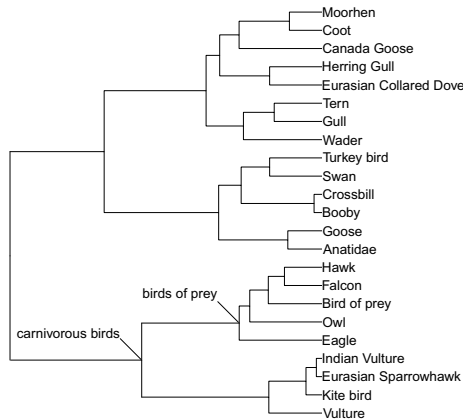 Moorhen
Coot
Canada Goose
Herring Gull
Eurasian Collared Dove
Tern
Gull
Wader
Turkey bird
Swan
Crossbill
Booby
Goose
Anatidae
Hawk
Falcon
birds of prey
Bird of prey
Owl
carnivorous birds
Eagle
Indian Vulture
Eurasian Sparrowhawk
Kite bird
Vulture